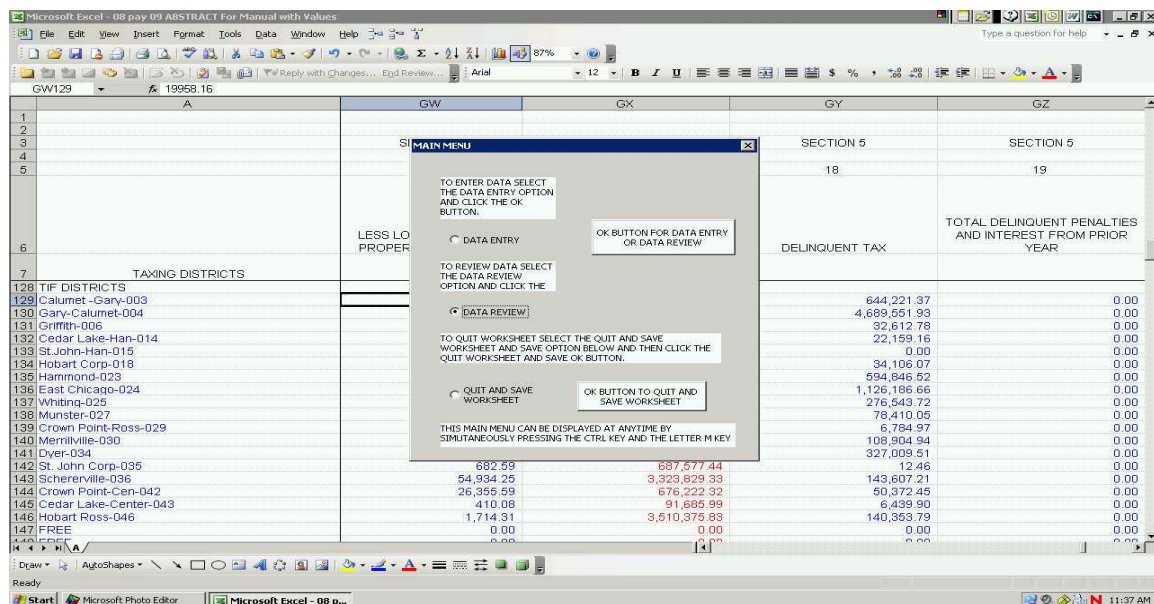 Microsoft Excel - 08 pay 09 ABSTRACT For Manual with Values
File Edit View Insert Format Tools Data Window Help
Type a question for help
87%
Reply with Changes... End Review... Arial 12 B I U $ % ,
GW129 fx 19958.16
A GW GX GY GZ
1
2
3 SECTION 5 SECTION 5
4
5 18 19
6 LESS LO PROPER DELINQUENT TAX TOTAL DELINQUENT PENALTIES AND INTEREST FROM PRIOR YEAR
7 TAXING DISTRICTS
128 TIF DISTRICTS
129 Calumet -Gary-003 644,221.37 0.00
130 Gary-Calumet-004 4,689,551.93 0.00
131 Griffith-006 32,612.78 0.00
132 Cedar Lake-Han-014 22,159.16 0.00
133 St.John-Han-015 0.00 0.00
134 Hobart Corp-018 34,106.07 0.00
135 Hammond-023 594,846.52 0.00
136 East Chicago-024 1,126,186.66 0.00
137 Whiting-025 276,543.72 0.00
138 Munster-027 78,410.05 0.00
139 Crown Point-Ross-029 6,784.97 0.00
140 Merrillville-030 108,904.94 0.00
141 Dyer-034 327,009.51 0.00
142 St. John Corp-035 682.59 687,577.44 12.46 0.00
143 Schererville-036 54,934.25 3,323,829.33 143,607.21 0.00
144 Crown Point-Cen-042 26,355.59 676,222.32 50,372.45 0.00
145 Cedar Lake-Center-043 410.08 91,685.99 6,439.90 0.00
146 Hobart Ross-046 1,714.31 3,510,375.83 140,353.79 0.00
147 FREE 0.00 0.00 0.00 0.00
MAIN MENU
TO ENTER DATA SELECT
THE DATA ENTRY OPTION
AND CLICK THE OK
BUTTON.
DATA ENTRY
OK BUTTON FOR DATA ENTRY
OR DATA REVIEW
TO REVIEW DATA SELECT
THE DATA REVIEW
OPTION AND CLICK THE
DATA REVIEW
TO QUIT WORKSHEET SELECT THE QUIT AND SAVE
WORKSHEET AND SAVE OPTION BELOW AND THEN CLICK THE
QUIT WORKSHEET AND SAVE OK BUTTON.
QUIT AND SAVE
WORKSHEET
OK BUTTON TO QUIT AND
SAVE WORKSHEET
THIS MAIN MENU CAN BE DISPLAYED AT ANYTIME BY
SIMUTANEOUSLY PRESSING THE CTRL KEY AND THE LETTER M KEY
A
Draw AutoShapes
Ready
Start Microsoft Photo Editor Microsoft Excel - 08 p... 11:37 AM